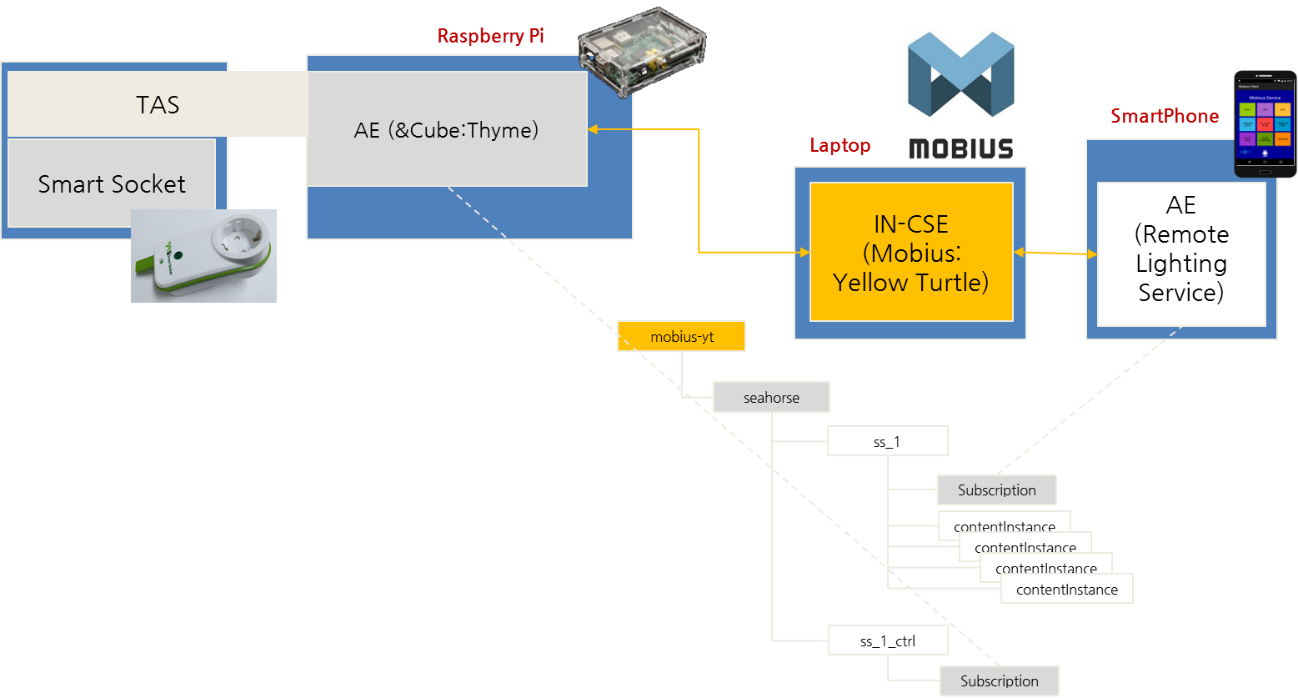 Raspberry Pi
TAS
AE (&Cube:Thyme)
Smart Socket
MOBIUS
Laptop
IN-CSE
(Mobius:
Yellow Turtle)
SmartPhone
AE
(Remote
Lighting
Service)
mobius-yt
seahorse
ss_1
Subscription
contentInstance
contentInstance
contentInstance
contentInstance
ss_1_ctrl
Subscription